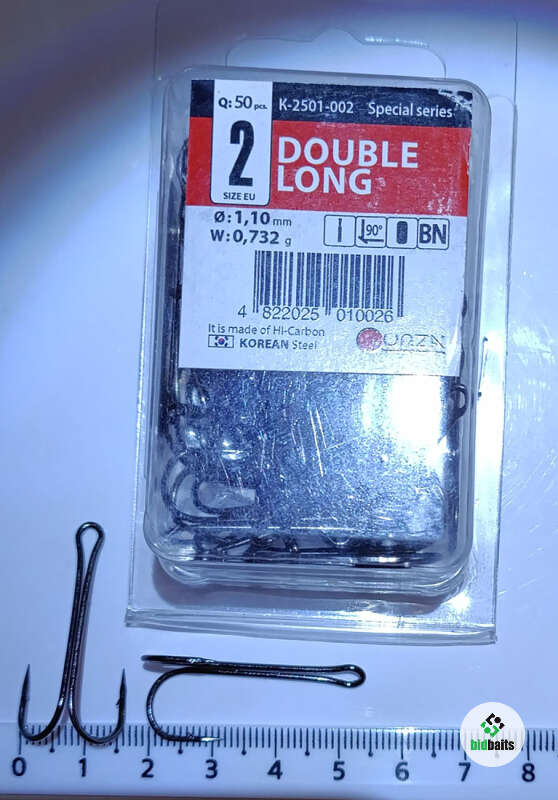 Q: 50 pcs. K-2501-002 Special series
2
SIZE EU
DOUBLE
LONG
Ø: 1,10 mm
W: 0,732 g
90°
BN
4 822025 010026
It is made of Hi-Carbon
KOREAN Steel
bidbaits
0 1 2 3 4 5 6 7 8